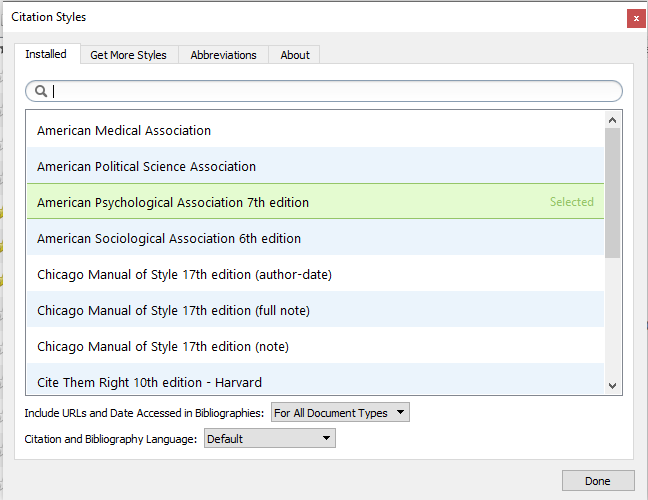 Citation Styles
x
Installed Get More Styles Abbreviations About
American Medical Association
American Political Science Association
American Psychological Association 7th edition Selected
American Sociological Association 6th edition
Chicago Manual of Style 17th edition (author-date)
Chicago Manual of Style 17th edition (full note)
Chicago Manual of Style 17th edition (note)
Cite Them Right 10th edition - Harvard
Include URLs and Date Accessed in Bibliographies: For All Document Types
Citation and Bibliography Language: Default
Done